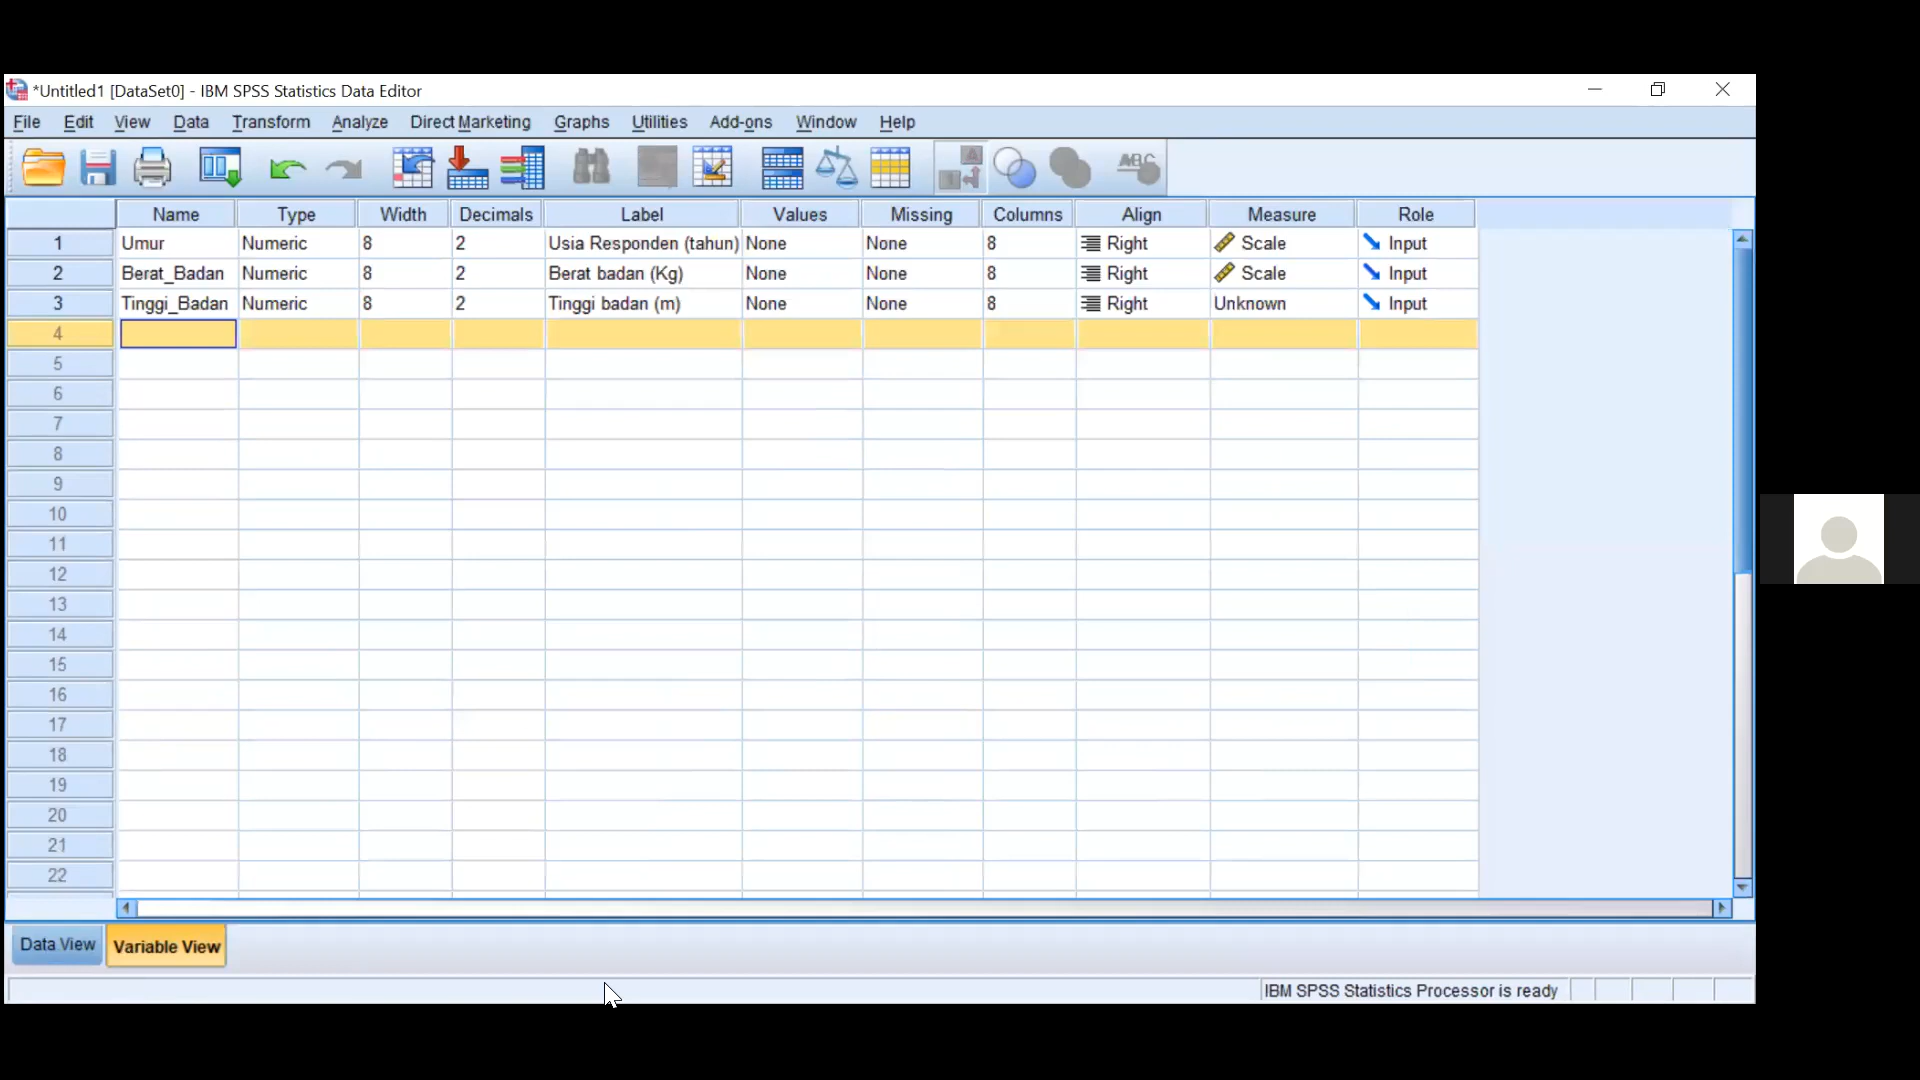 *Untitled1 [DataSet0] - IBM SPSS Statistics Data Editor
File Edit View Data Transform Analyze Direct Marketing Graphs Utilities Add-ons Window Help
Name Type Width Decimals Label Values Missing Columns Align Measure Role
1 Umur Numeric 8 2 Usia Responden (tahun) None None 8 Right Scale Input
2 Berat_Badan Numeric 8 2 Berat badan (Kg) None None 8 Right Scale Input
3 Tinggi_Badan Numeric 8 2 Tinggi badan (m) None None 8 Right Unknown Input
4
5
6
7
8
9
10
11
12
13
14
15
16
17
18
19
20
21
22
Data View Variable View
IBM SPSS Statistics Processor is ready